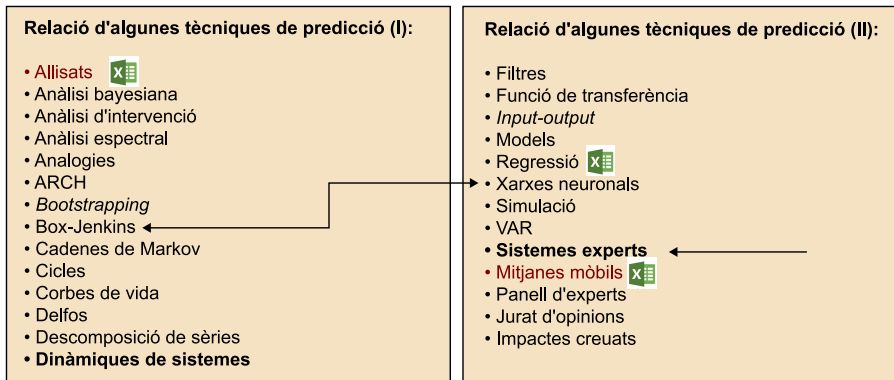 Relació d'algunes tècniques de predicció (I):
• Allisats
• Anàlisi bayesiana
• Anàlisi d'intervenció
• Anàlisi espectral
• Analogies
• ARCH
• Bootstrapping
• Box-Jenkins
• Cadenes de Markov
• Cicles
• Corbes de vida
• Delfos
• Descomposició de sèries
• Dinàmiques de sistemes
Relació d'algunes tècniques de predicció (II):
• Filtres
• Funció de transferència
• Input-output
• Models
• Regressió
• Xarxes neuronals
• Simulació
• VAR
• Sistemes experts
• Mitjanes mòbils
• Panell d'experts
• Jurat d'opinions
• Impactes creuats